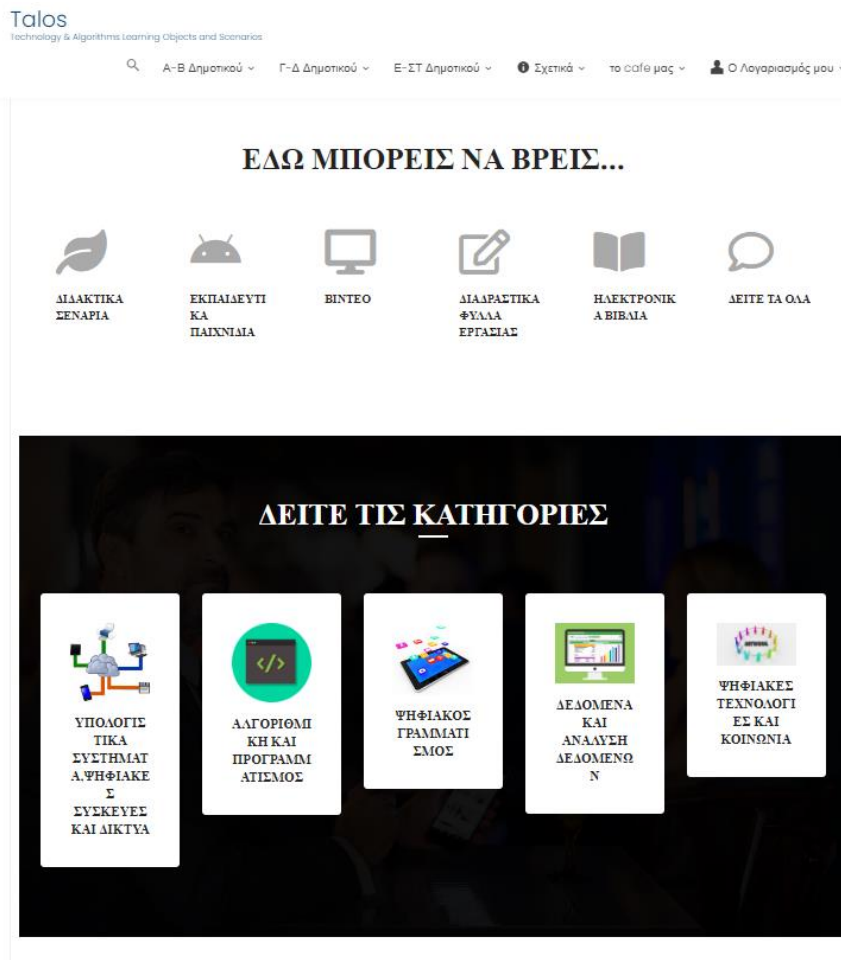 Talos
Technology & Algorithms Learning Objects and Scenarios
Α-Β Δημοτικού Γ-Δ Δημοτικού Ε-ΣΤ Δημοτικού Σχετικά το cafe μας Ο Λογαριασμός μου
ΕΔΩ ΜΠΟΡΕΙΣ ΝΑ ΒΡΕΙΣ...
ΔΙΔΑΚΤΙΚΑ
ΣΕΝΑΡΙΑ
ΕΚΠΑΙΔΕΥΤΙ
ΚΑ
ΠΑΙΧΝΙΔΙΑ
ΒΙΝΤΕΟ
ΔΙΑΔΡΑΣΤΙΚΑ
ΦΥΛΛΑ
ΕΡΓΑΣΙΑΣ
ΗΛΕΚΤΡΟΝΙΚ
Α ΒΙΒΛΙΑ
ΔΕΙΤΕ ΤΑ ΟΛΑ
ΔΕΙΤΕ ΤΙΣ ΚΑΤΗΓΟΡΙΕΣ
ΥΠΟΛΟΓΙΣ
ΤΙΚΑ
ΣΥΣΤΗΜΑΤ
Α,ΨΗΦΙΑΚΕ
Σ
ΣΥΣΚΕΥΕΣ
ΚΑΙ ΔΙΚΤΥΑ
</>
ΑΛΓΟΡΙΘΜΙ
ΚΗ ΚΑΙ
ΠΡΟΓΡΑΜΜ
ΑΤΙΣΜΟΣ
ΨΗΦΙΑΚΟΣ
ΓΡΑΜΜΑΤΙ
ΣΜΟΣ
ΔΕΔΟΜΕΝΑ
ΚΑΙ
ΑΝΑΛΥΣΗ
ΔΕΔΟΜΕΝΩ
Ν
NETWORK
ΨΗΦΙΑΚΕΣ
ΤΕΧΝΟΛΟΓΙ
ΕΣ ΚΑΙ
ΚΟΙΝΩΝΙΑ